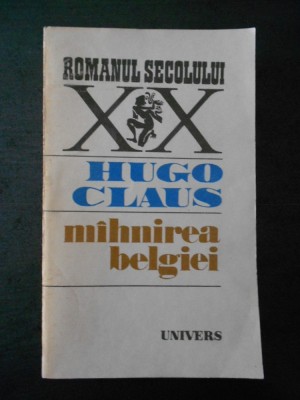 ROMANUL SECOLULUI
XX
HUGO
CLAUS
mîhnirea
belgiei
UNIVERS